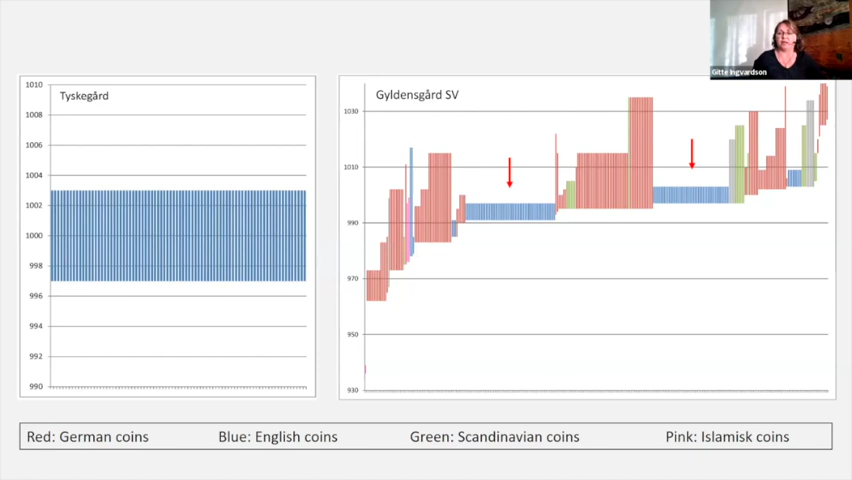 Gitte Ingvardson
Tyskegård
1010
1008
1006
1004
1002
1000
998
996
994
992
990
Gyldensgård SV
1030
1010
990
970
950
930
Red: German coins
Blue: English coins
Green: Scandinavian coins
Pink: Islamisk coins